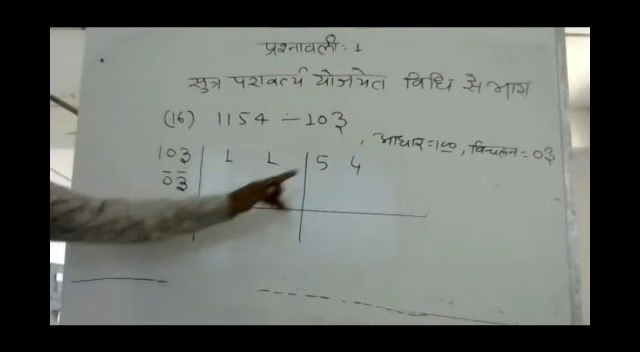 प्रश्नावली: 1
सूत्र परावर्त्य योजयेत विधि से भाग
(16) 1154 ÷ 103
, आधार = 100, विचलन = 03
103 | 1 1 | 5 4
0̄3̄